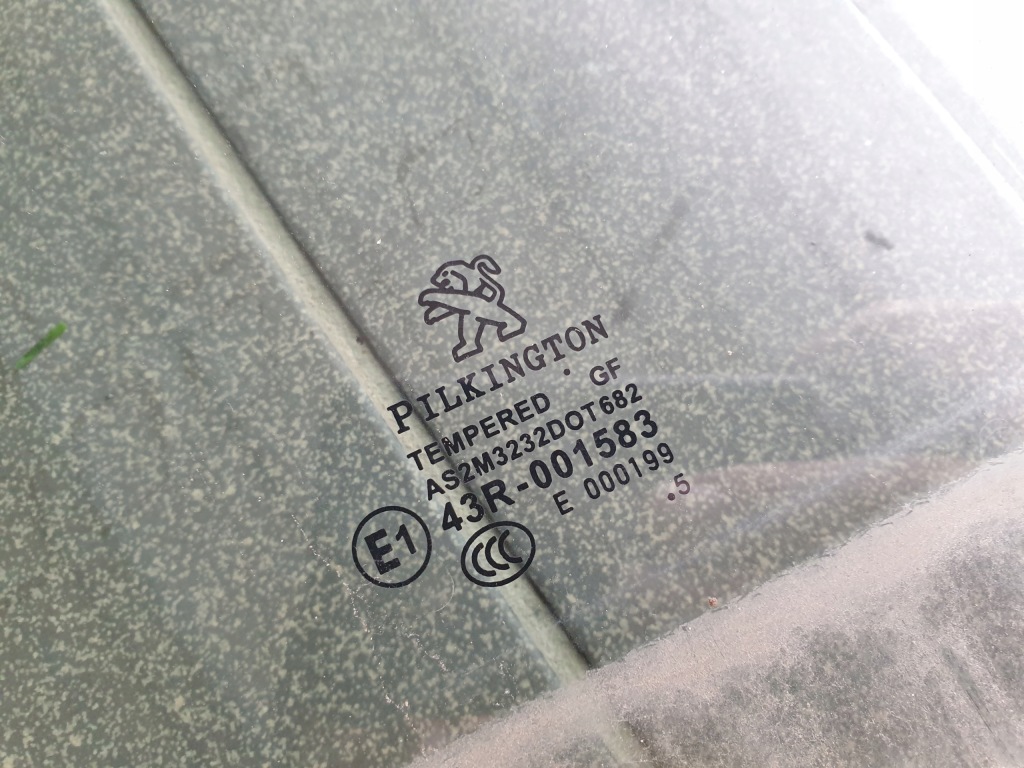 PILKINGTON
TEMPERED GF
AS2M3232DOT682
43R-001583
E 000199
.5
E1
CCC